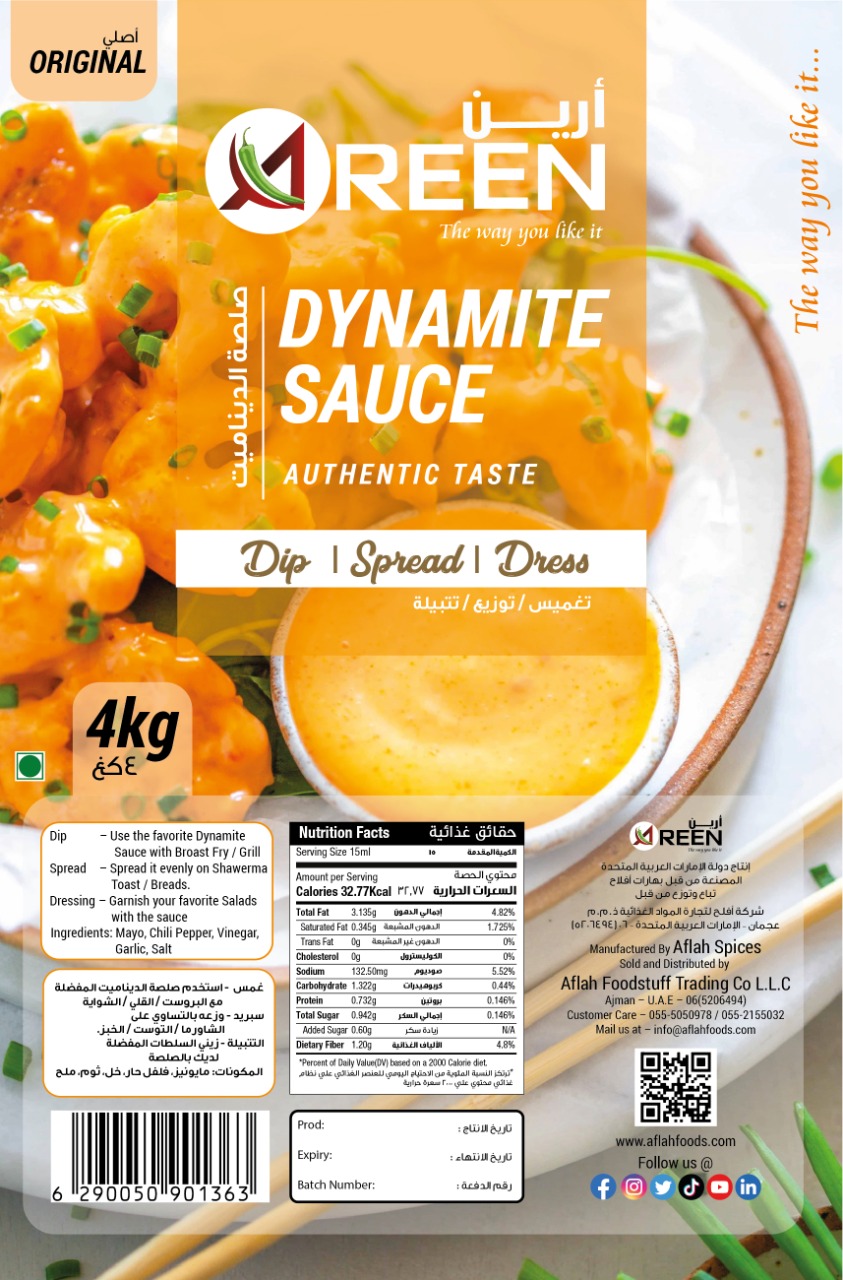 أصلي
ORIGINAL
أريـن
AREEN
The way you like it
The way you like it...
صلصة الديناميت
DYNAMITE
SAUCE
AUTHENTIC TASTE
Dip | Spread | Dress
تغميس / توزيع / تتبيلة
4kg
٤كغ
Dip – Use the favorite Dynamite
Sauce with Broast Fry / Grill
Spread – Spread it evenly on Shawerma
Toast / Breads.
Dressing – Garnish your favorite Salads
with the sauce
Ingredients: Mayo, Chili Pepper, Vinegar,
Garlic, Salt
غمس - استخدم صلصة الديناميت المفضلة
مع البروست / القلي / الشواية
سبريد - وزعه بالتساوي على
الشاورما / التوست / الخبز.
التتبيلة - زيني السلطات المفضلة
لديك بالصلصة
المكونات: مايونيز، فلفل حار، خل، ثوم، ملح
6 290050 901363
Nutrition Facts حقائق غذائية
Serving Size 15ml ١٥ الكمية المقدمة
Amount per Serving محتوي الحصة
Calories 32.77Kcal ٣٢,٧٧ السعرات الحرارية
Total Fat 3.135g إجمالي الدهون 4.82%
Saturated Fat 0.345g الدهون المشبعة 1.725%
Trans Fat 0g الدهون الغير المشبعة 0%
Cholesterol 0g الكوليسترول 0%
Sodium 132.50mg صوديوم 5.52%
Carbohydrate 1.322g كربوهيدرات 0.44%
Protein 0.732g بروتين 0.146%
Total Sugar 0.942g إجمالي السكر 0.146%
Added Sugar 0.60g زيادة سكر N/A
Dietary Fiber 1.20g الألياف الغذائية 4.8%
*Percent of Daily Value(DV) based on a 2000 Calorie diet.
*ترتكز النسبة المئوية من الاحتياج اليومي للعنصر الغذائي على نظام
غذائي محتوي على ٢٠٠٠ سعرة حرارية
Prod: تاريخ الانتاج :
Expiry: تاريخ الانتهاء :
Batch Number: رقم الدفعة :
أريـن
AREEN
The way you like it
إنتاج دولة الإمارات العربية المتحدة
المصنعة من قبل بهارات أفلاح
تباع وتوزع من قبل
شركة أفلح لتجارة المواد الغذائية ذ.م.م
عجمان - الإمارات العربية المتحدة - ٠٦(٥٢٠٦٤٩٤)
Manufactured By Aflah Spices
Sold and Distributed by
Aflah Foodstuff Trading Co L.L.C
Ajman – U.A.E – 06(5206494)
Customer Care – 055-5050978 / 055-2155032
Mail us at – info@aflahfoods.com
www.aflahfoods.com
Follow us @